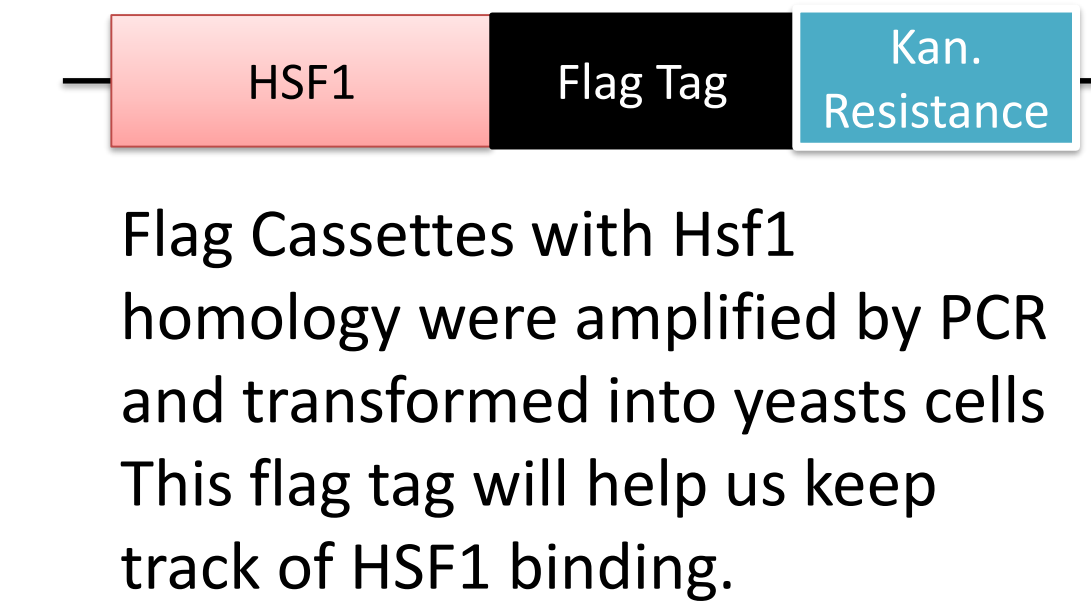 HSF1
Flag Tag
Kan.
Resistance
Flag Cassettes with Hsf1
homology were amplified by PCR
and transformed into yeasts cells
This flag tag will help us keep
track of HSF1 binding.